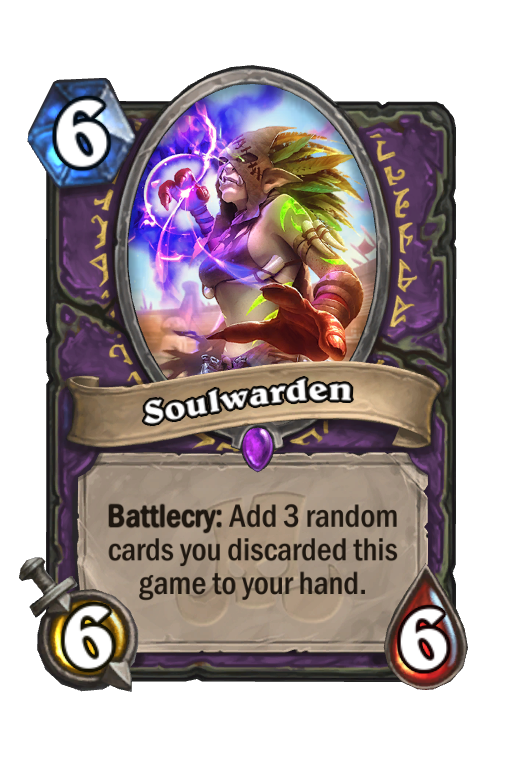 6
Soulwarden
Battlecry: Add 3 random
cards you discarded this
game to your hand.
6
6